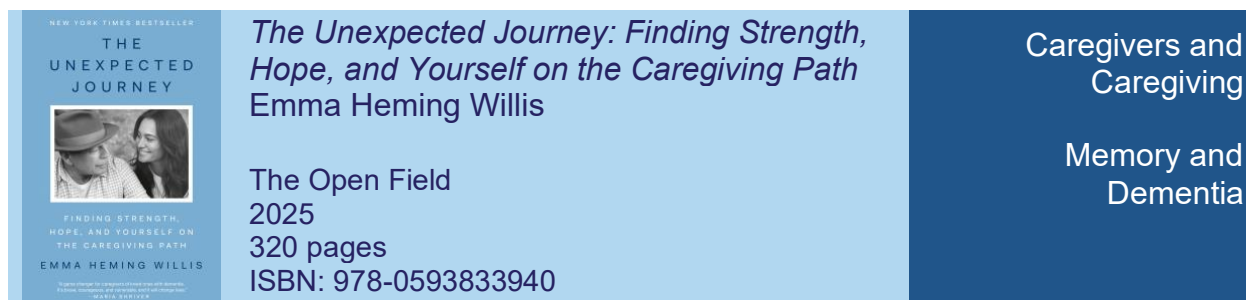 NEW YORK TIMES BESTSELLER
THE
UNEXPECTED
JOURNEY
FINDING STRENGTH,
HOPE, AND YOURSELF ON
THE CAREGIVING PATH
EMMA HEMING WILLIS
—MARIA SHRIVER
The Unexpected Journey: Finding Strength,
Hope, and Yourself on the Caregiving Path
Emma Heming Willis
The Open Field
2025
320 pages
ISBN: 978-0593833940
Caregivers and
Caregiving
Memory and
Dementia